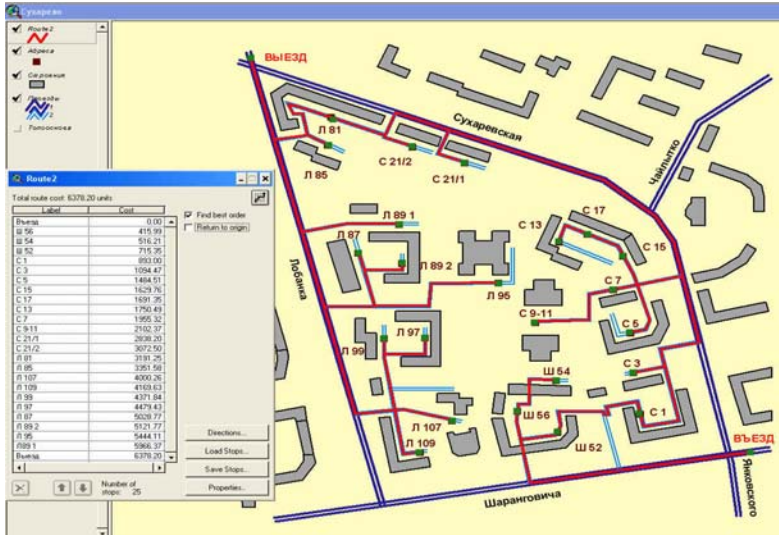 Сухарево
Route2
Адреса
Строения
Проезды
1
2
Топооснова
Route2
Total route cost: 6378.20 units
Label Cost
Въезд 0.00
Ш 56 415.99
Ш 54 516.21
Ш 52 715.35
С 1 893.00
С 3 1094.47
С 5 1484.51
С 15 1629.76
С 17 1691.35
С 13 1750.49
С 7 1955.32
С 9-11 2102.37
С 21/1 2838.20
С 21/2 3072.50
Л 81 3191.25
Л 85 3351.58
Л 107 4000.26
Л 109 4169.63
Л 99 4371.84
Л 97 4479.43
Л 87 5028.77
Л 89 2 5121.77
Л 95 5444.11
Л89 1 5966.37
Выезд 6378.20
Find best order
Return to origin
Directions...
Load Stops...
Save Stops...
Properties...
Number of
stops: 25
ВЫЕЗД
Сухаревская
Чайлытко
Л 81
Л 85
С 21/2
С 21/1
Л 89 1
Л 87
Л 89 2
Л 95
С 13
С 17
С 15
С 7
С 9-11
С 5
Лобанка
Л 99
Л 97
Ш 54
С 3
Ш 56
С 1
Л 107
Л 109
Ш 52
ВЪЕЗД
Шаранговича
Янковского